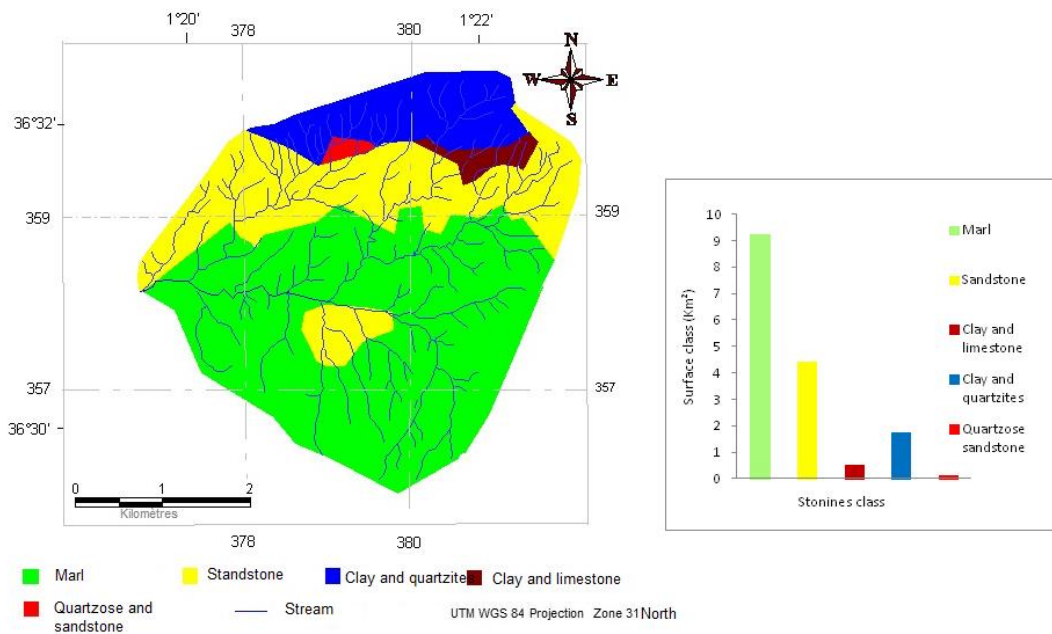 1°20' 378 380 1°22'
N
W E
S
36°32'
359 359
357 357
36°30'
0 1 2
Kilomètres
378 380
Marl
Standstone
Clay and quartzites
Clay and limestone
Quartzose and
sandstone
Stream
UTM WGS 84 Projection Zone 31 North
Surface class (Km²)
10
9
8
7
6
5
4
3
2
1
0
Stonines class
Marl
Sandstone
Clay and
limestone
Clay and
quartzites
Quartzose
sandstone